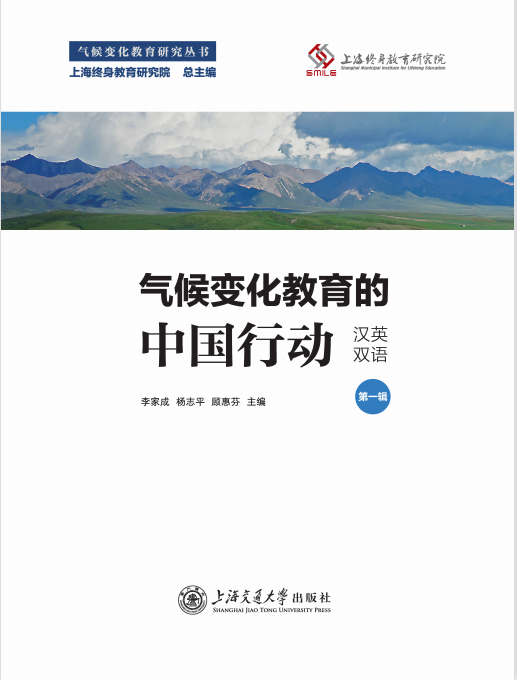 气候变化教育研究丛书
上海终身教育研究院 总主编
SMILE
上海终身教育研究院
Shanghai Municipal Institute for Lifelong Education
气候变化教育的
中国行动
汉英
双语
第一辑
李家成 杨志平 顾惠芬 主编
上海交通大学出版社
SHANGHAI JIAO TONG UNIVERSITY PRESS